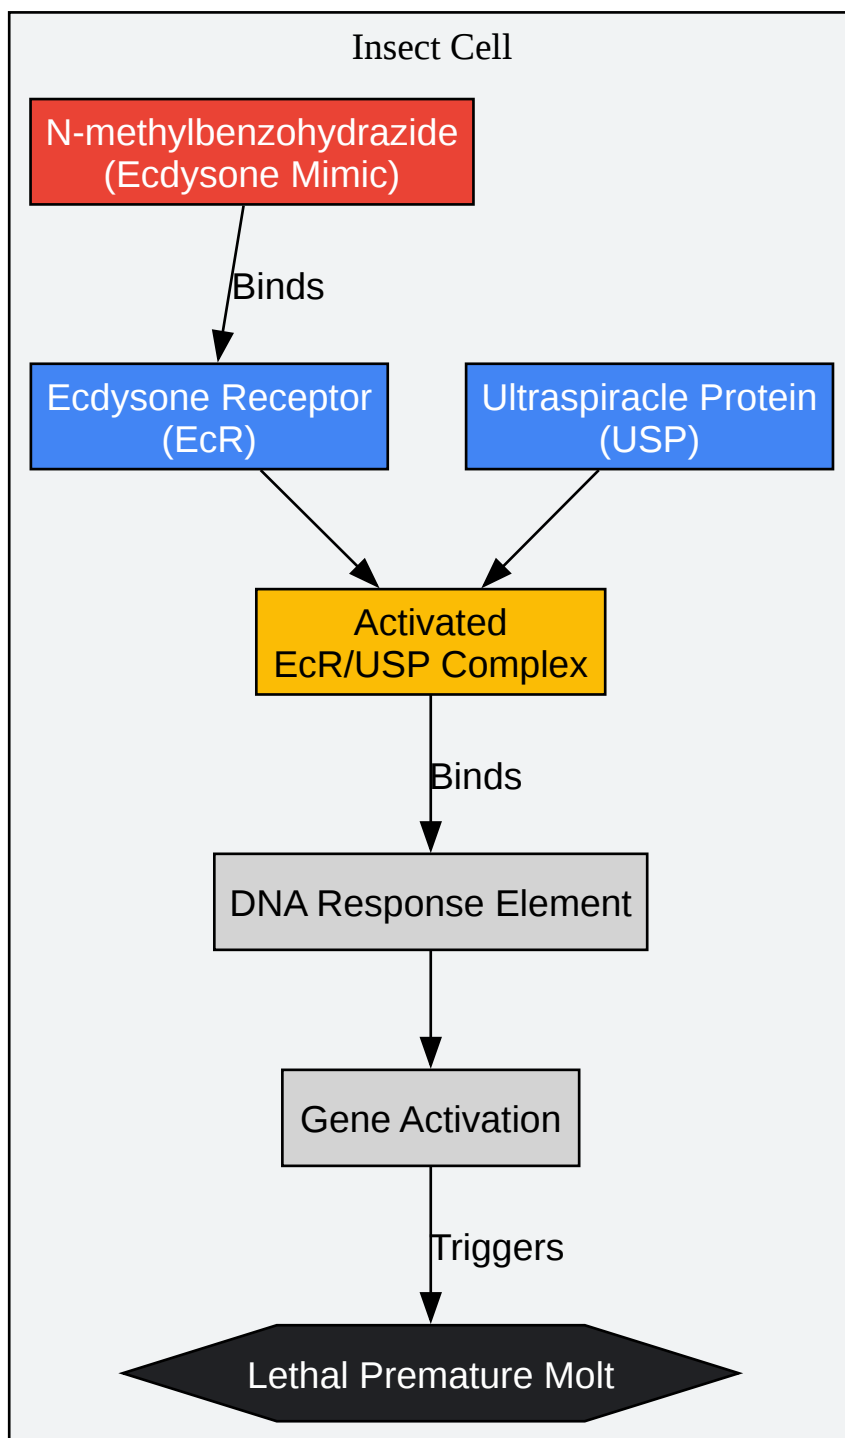 Insect Cell
N-methylbenzohydrazide
(Ecdysone Mimic)
Binds
Ecdysone Receptor
(EcR)
Ultraspiracle Protein
(USP)
Activated
EcR/USP Complex
Binds
DNA Response Element
Gene Activation
Triggers
Lethal Premature Molt